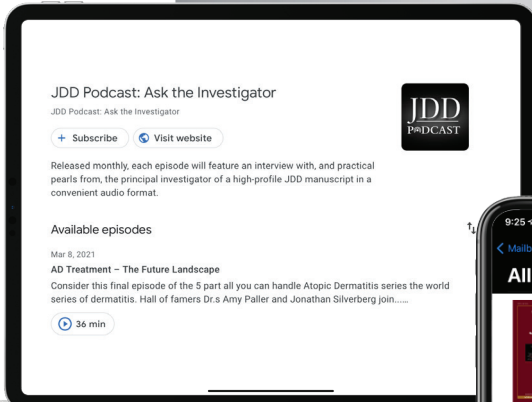 JDD Podcast: Ask the Investigator
JDD Podcast: Ask the Investigator
+ Subscribe
Visit website
JDD
PODCAST
Released monthly, each episode will feature an interview with, and practical
pearls from, the principal investigator of a high-profile JDD manuscript in a
convenient audio format.
Available episodes
Mar 8, 2021
AD Treatment – The Future Landscape
Consider this final episode of the 5 part all you can handle Atopic Dermatitis series the world
series of dermatitis. Hall of famers Dr.s Amy Paller and Jonathan Silverberg join......
36 min
9:25
Mailb
All